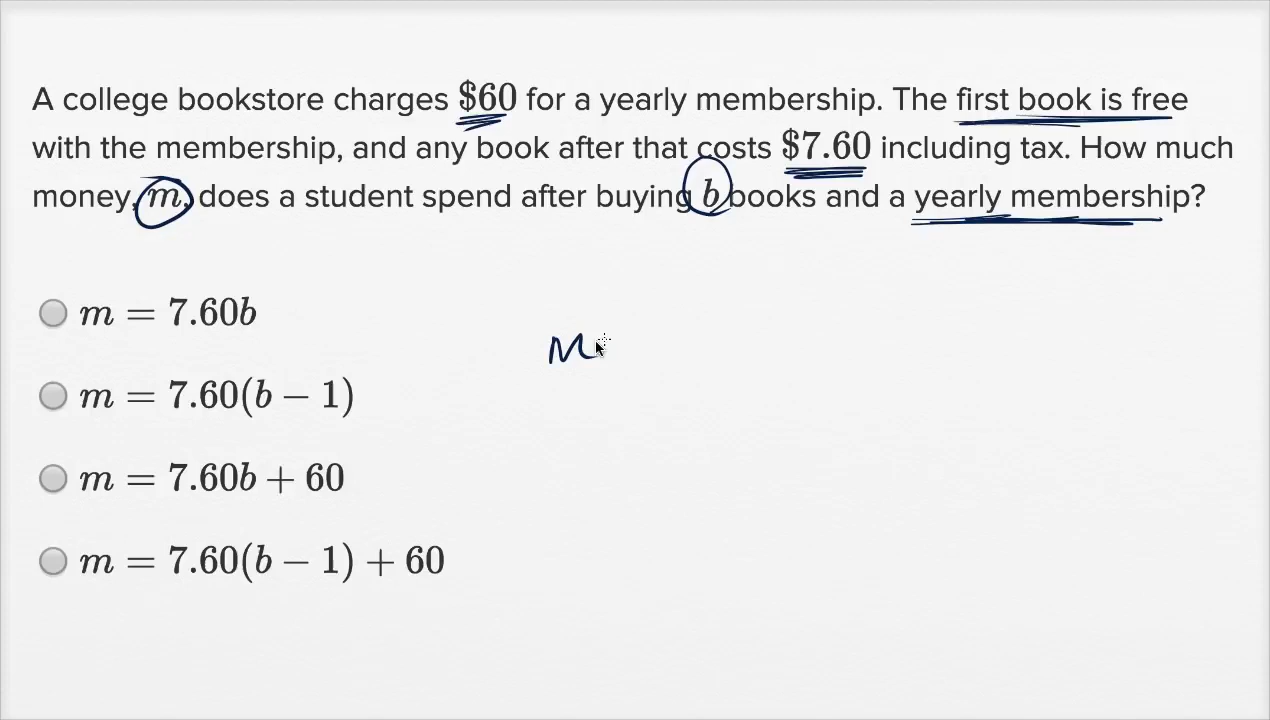 A college bookstore charges $60 for a yearly membership. The first book is free
with the membership, and any book after that costs $7.60 including tax. How much
money, m, does a student spend after buying b books and a yearly membership?
m = 7.60b
M
m = 7.60(b − 1)
m = 7.60b + 60
m = 7.60(b − 1) + 60